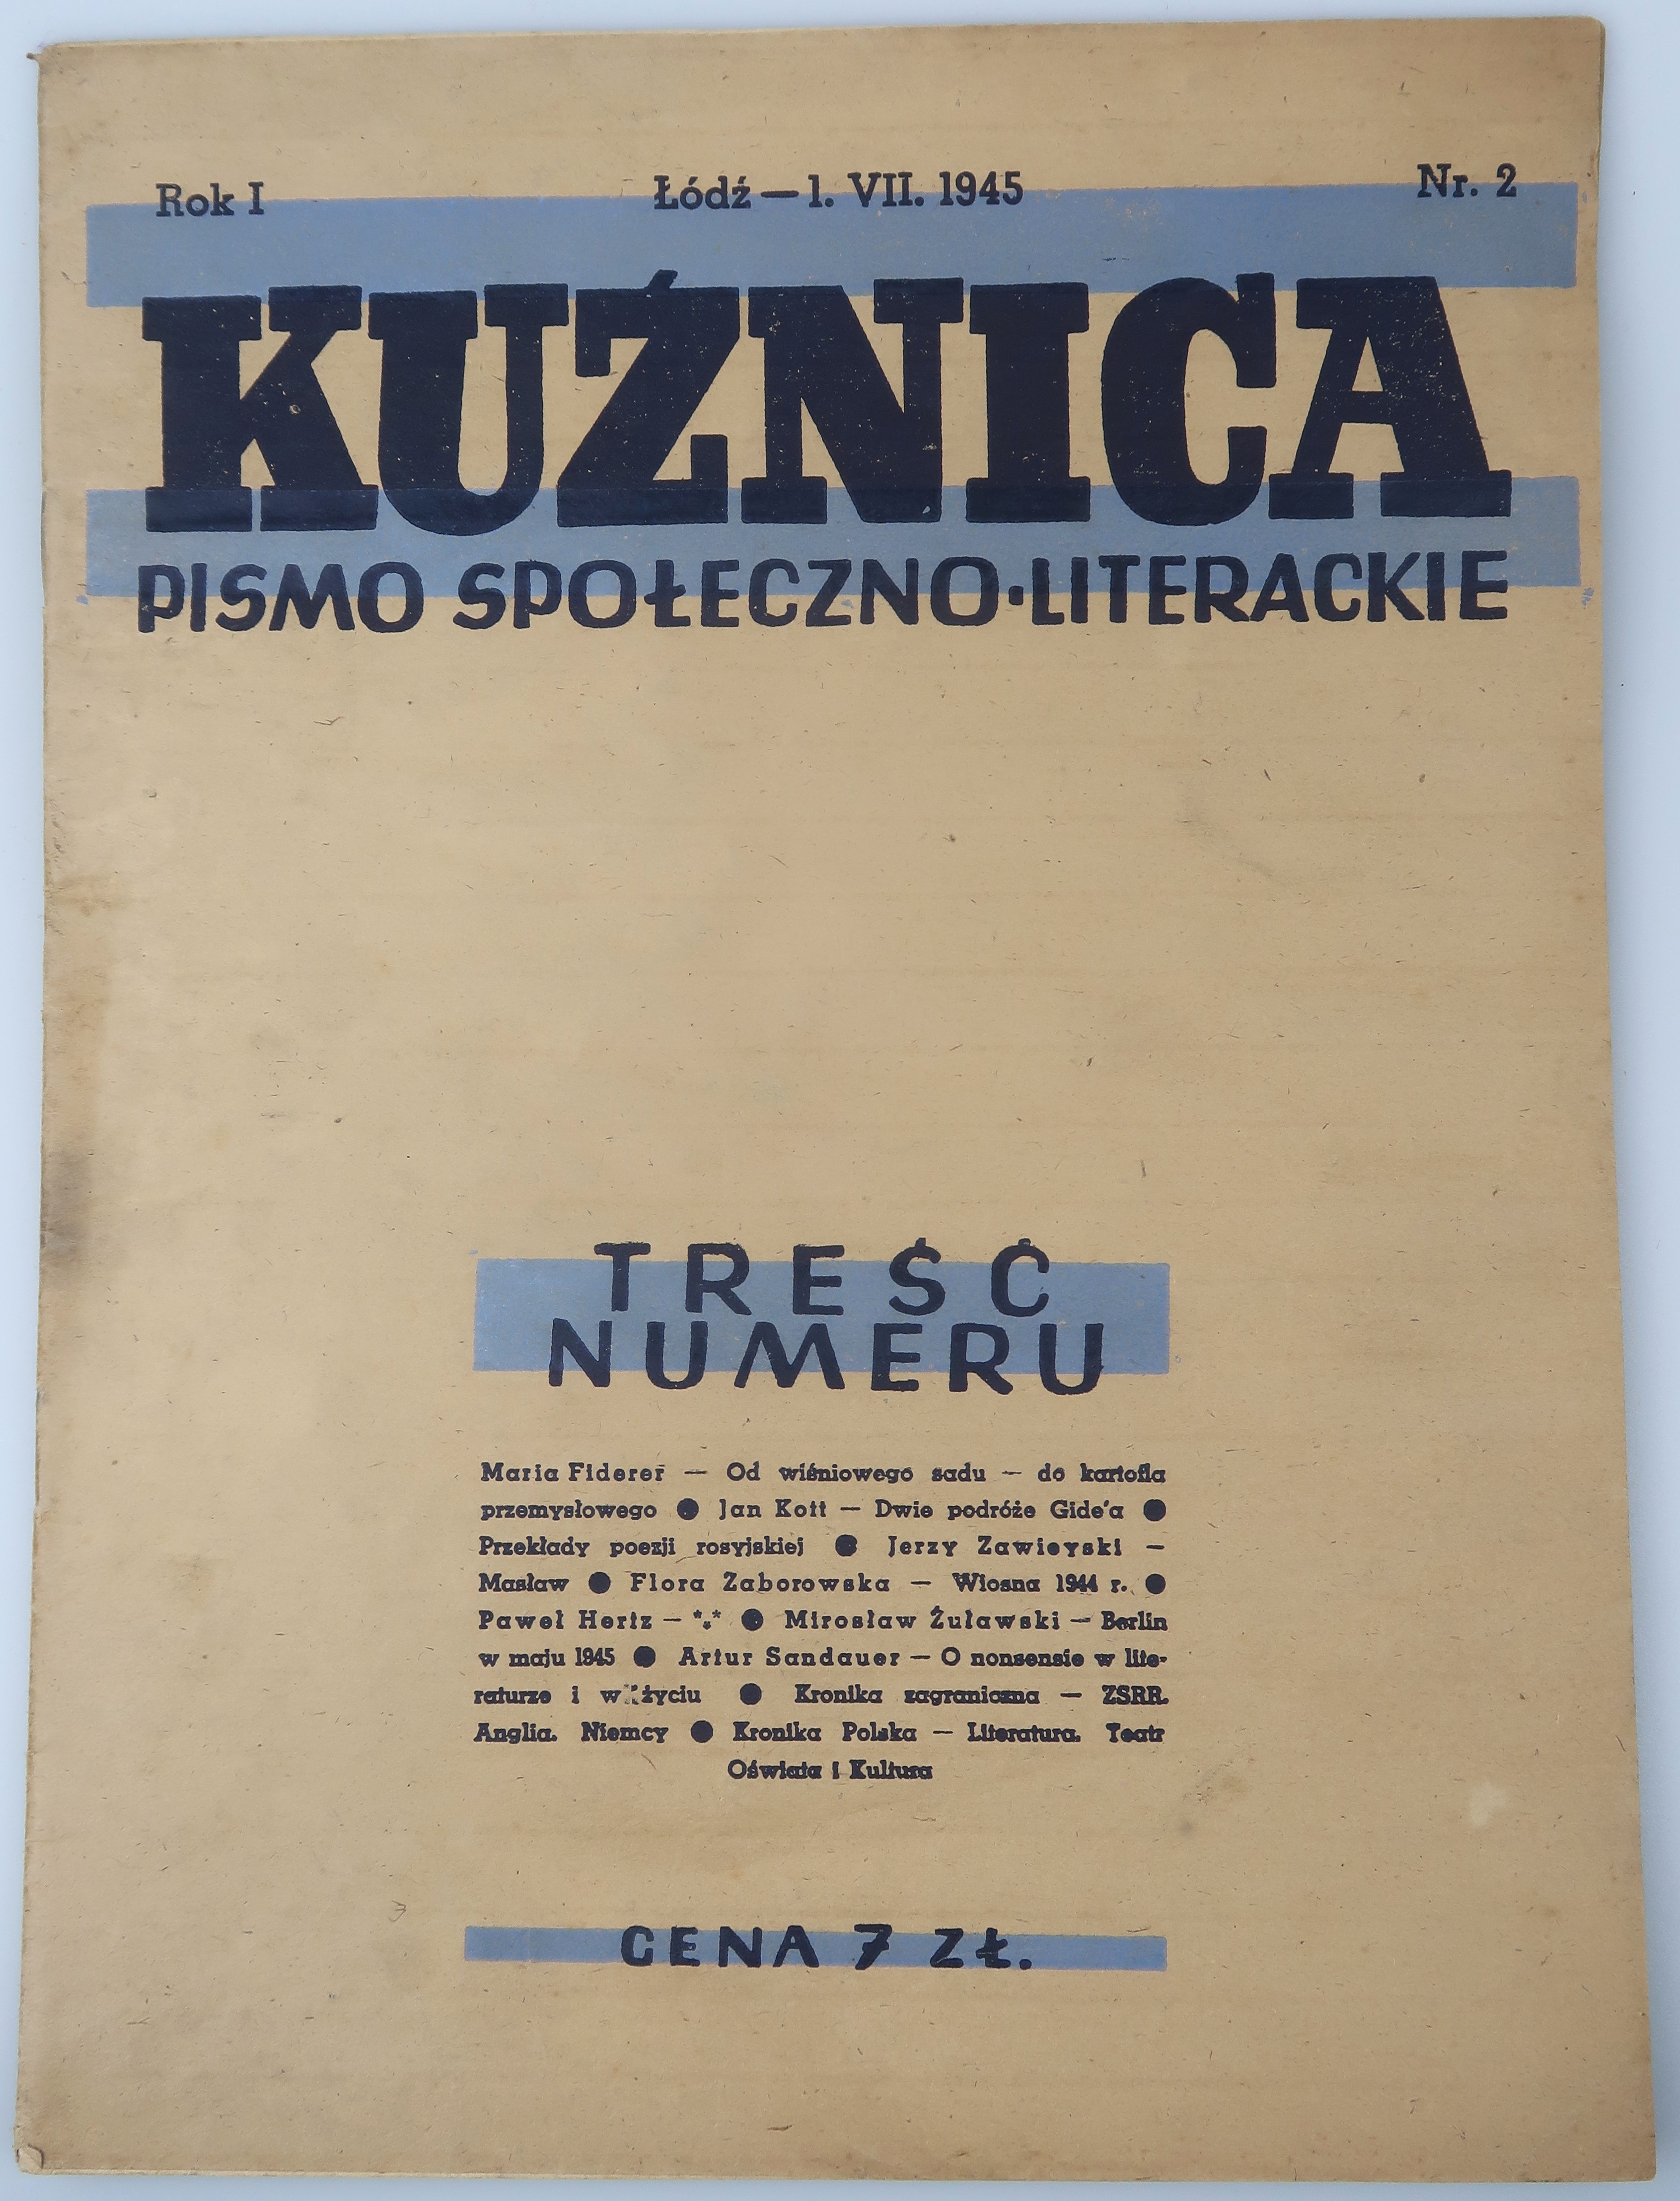 Rok I
Łódź — 1. VII. 1945
Nr. 2
KUŹNICA
PISMO SPOŁECZNO-LITERACKIE
TREŚĆ
NUMERU
Maria Fiderer — Od wiśniowego sadu — do kartofla
przemysłowego ● Jan Kott — Dwie podróże Gide'a ●
Przekłady poezji rosyjskiej ● Jerzy Zawieyski —
Masław ● Flora Zaborowska — Wiosna 1944 r. ●
Paweł Hertz — *** ● Mirosław Żuławski — Berlin
w maju 1945 ● Artur Sandauer — O nonsensie w lite-
raturze i w życiu ● Kronika zagraniczna — ZSRR.
Anglia. Niemcy ● Kronika Polska — Literatura. Teatr
Oświata i Kultura
CENA 7 ZŁ.